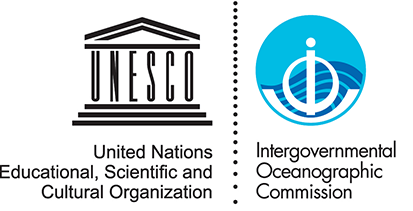 UNESCO
United Nations
Educational, Scientific and
Cultural Organization
Intergovernmental
Oceanographic
Commission